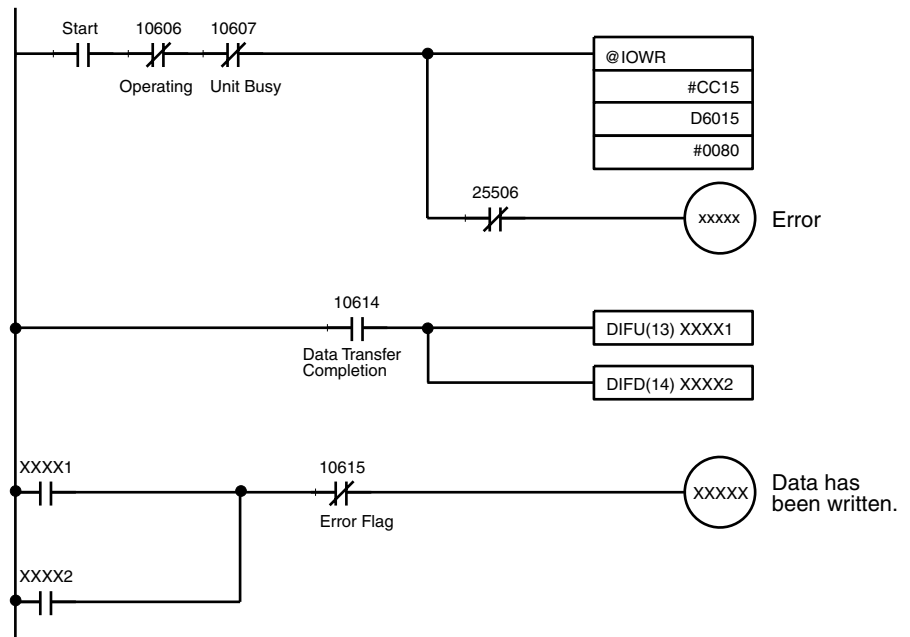 Start
10606
10607
Operating
Unit Busy
@IOWR
#CC15
D6015
#0080
25506
xxxxx
Error
10614
Data Transfer
Completion
DIFU(13) XXXX1
DIFD(14) XXXX2
XXXX1
10615
Error Flag
XXXXX
Data has
been written.
XXXX2